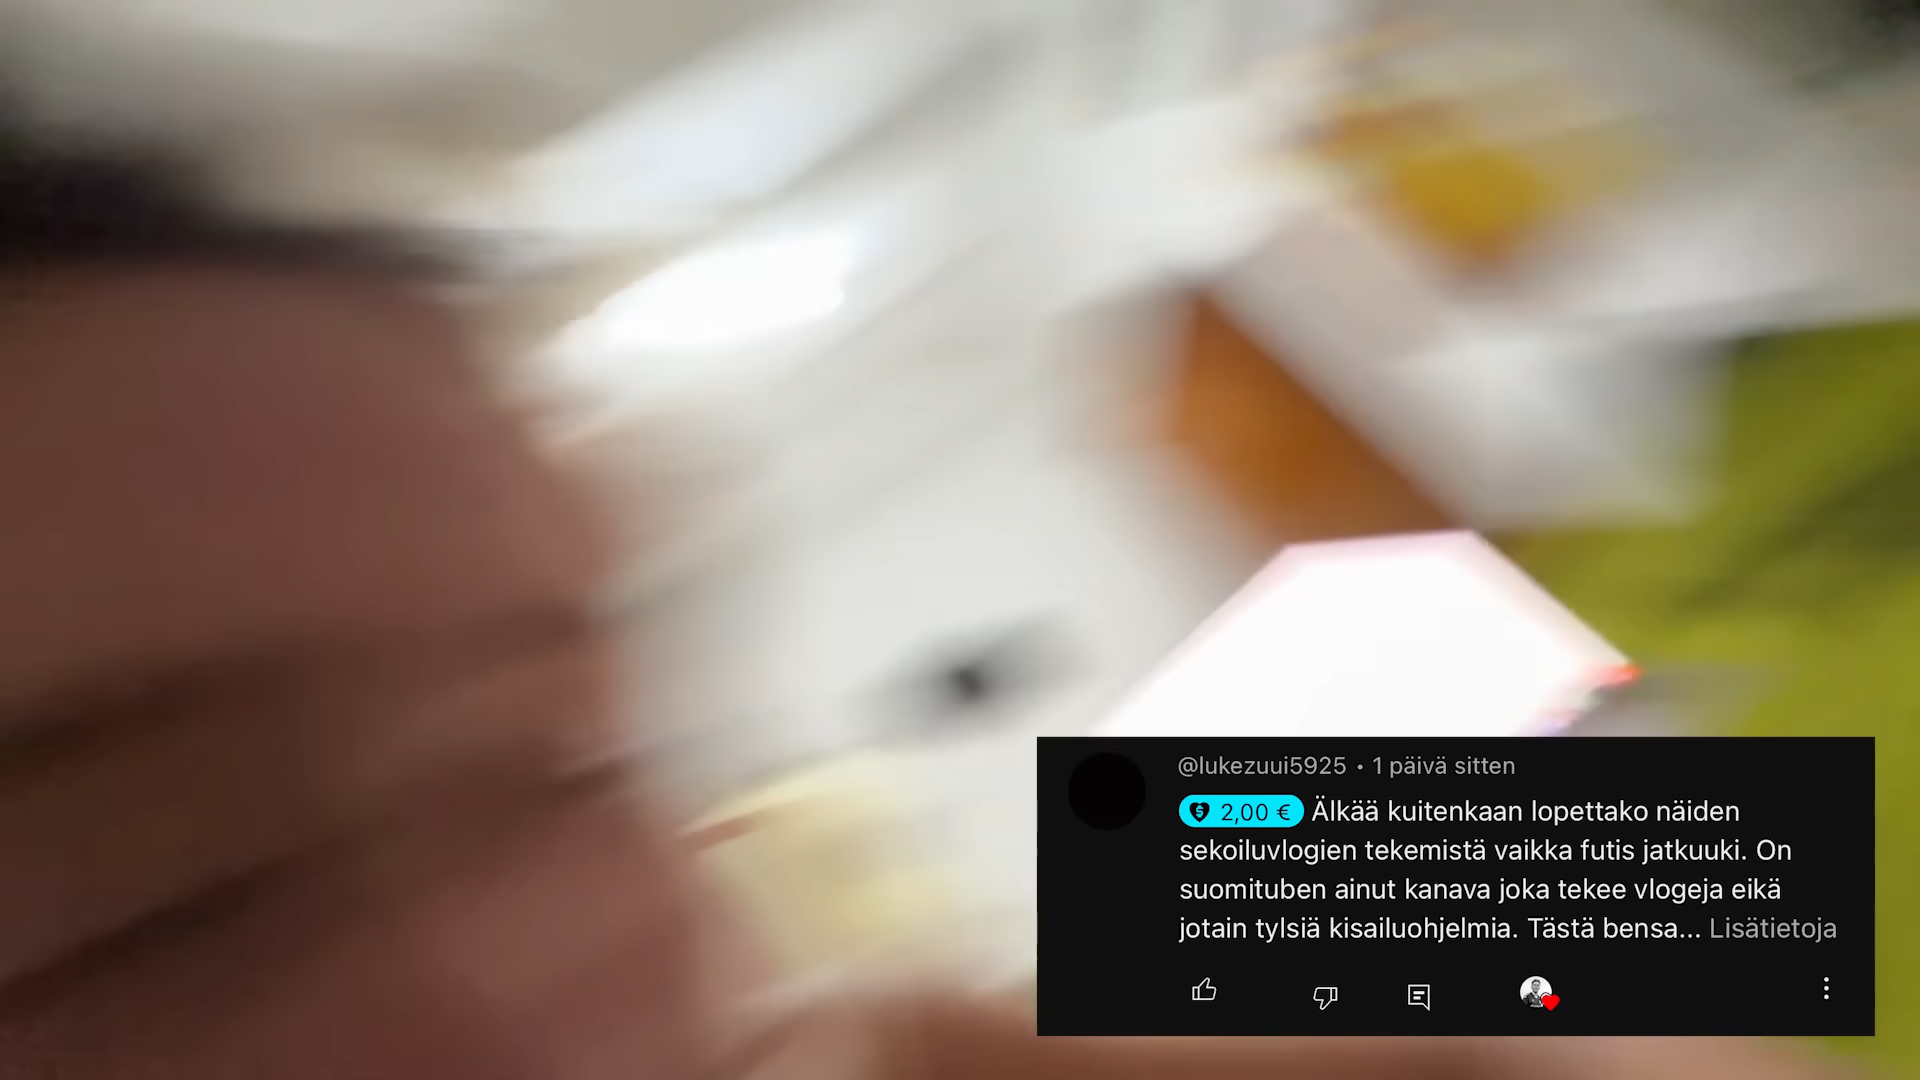 @lukezuui5925 • 1 päivä sitten
2,00 € Älkää kuitenkaan lopettako näiden
sekoiluvlogien tekemistä vaikka futis jatkuuki. On
suomituben ainut kanava joka tekee vlogeja eikä
jotain tylsiä kisailuohjelmia. Tästä bensa... Lisätietoja